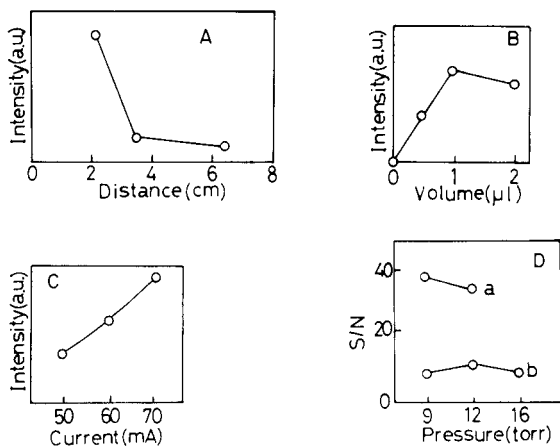 A
Intensity(a.u.)
0 2 4 6 8
Distance(cm)
B
Intensity(a.u.)
0 1 2
Volume(µl)
C
Intensity(a.u.)
50 60 70
Current(mA)
D
S/N
40
20
0
a
b
9 12 16
Pressure(torr)